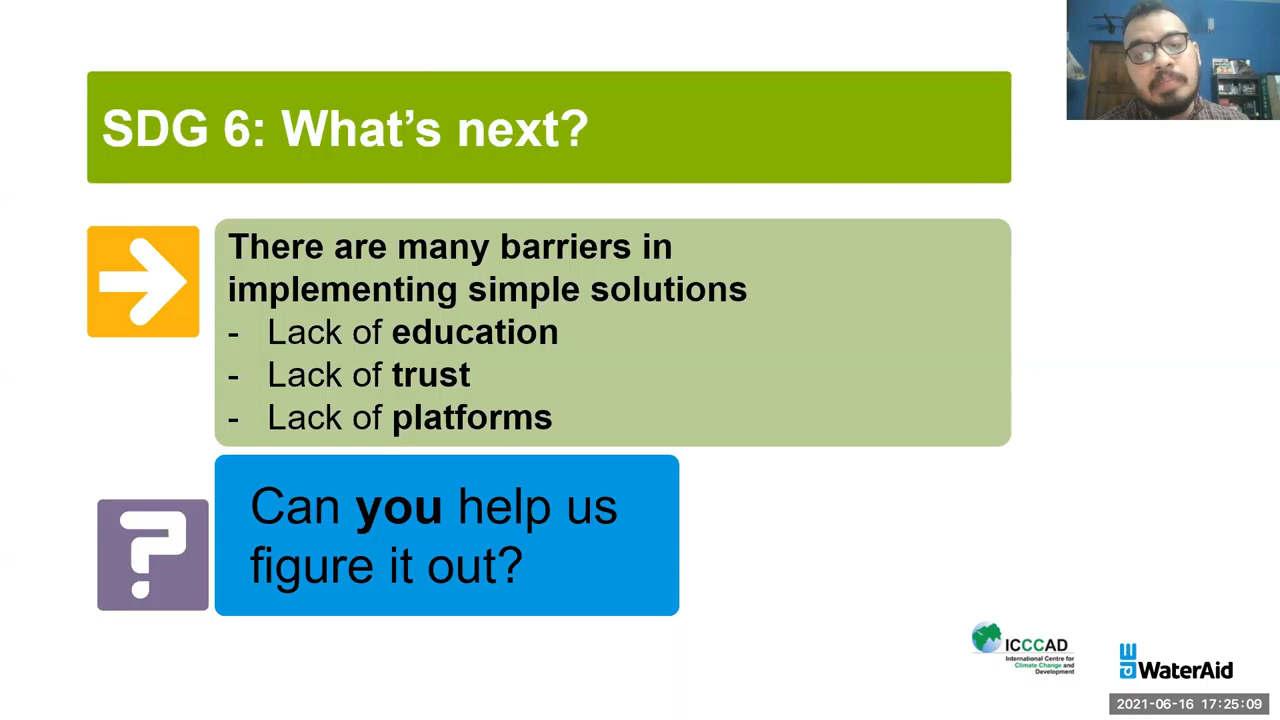 SDG 6: What’s next?
There are many barriers in
implementing simple solutions
- Lack of education
- Lack of trust
- Lack of platforms
Can you help us
figure it out?
?
ICCCAD
International Centre for
Climate Change and
Development
WaterAid
2021-06-16 17:25:09